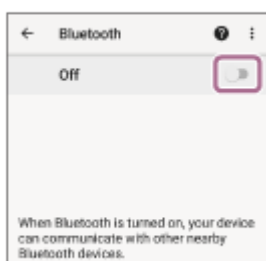 Bluetooth
Off
When Bluetooth is turned on, your device
can communicate with other nearby
Bluetooth devices.